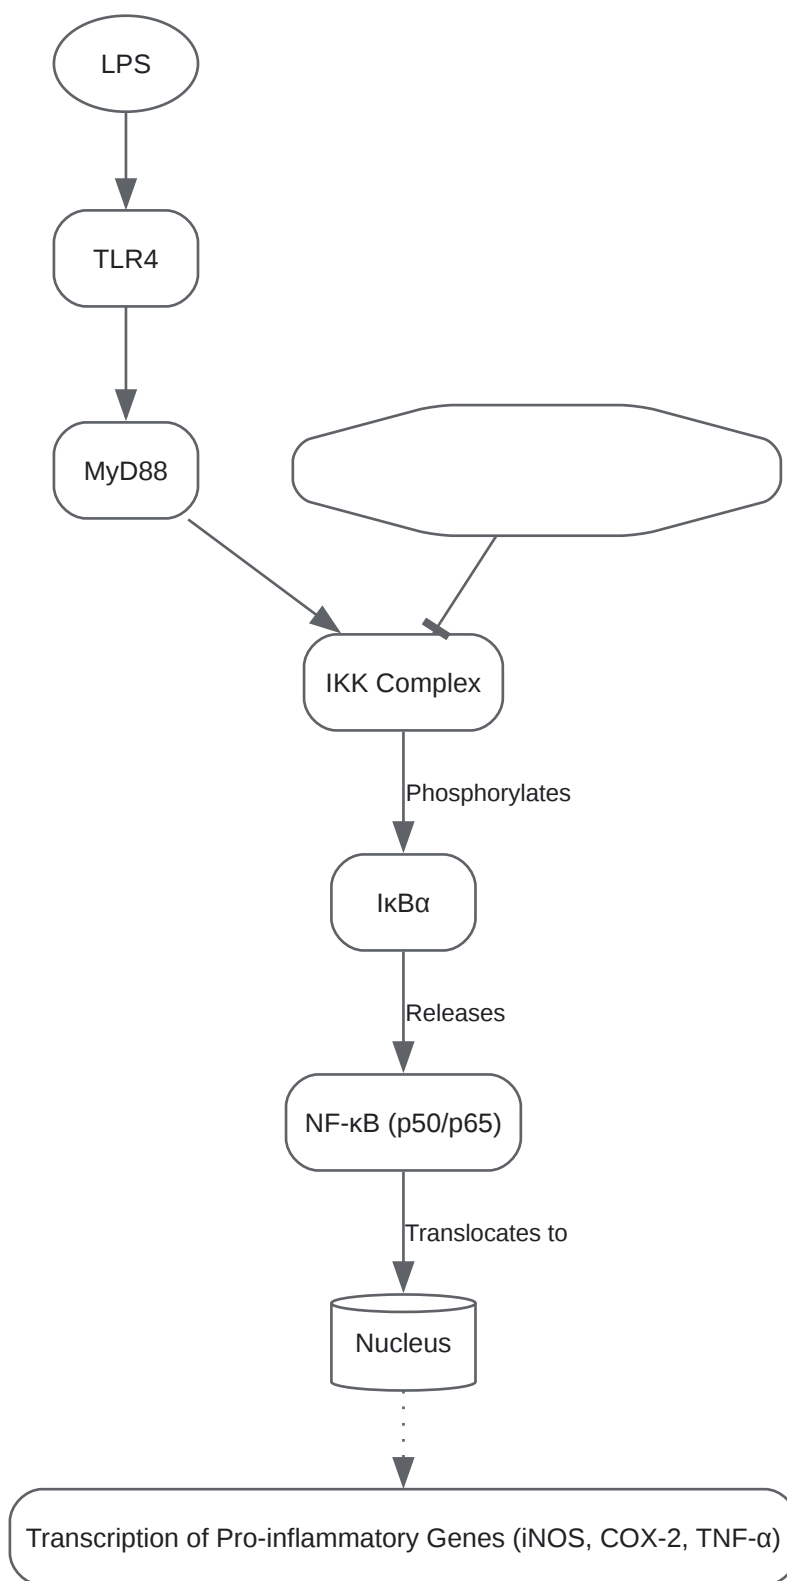 LPS
TLR4
MyD88
IKK Complex
Phosphorylates
IκBα
Releases
NF-κB (p50/p65)
Translocates to
Nucleus
Transcription of Pro-inflammatory Genes (iNOS, COX-2, TNF-α)